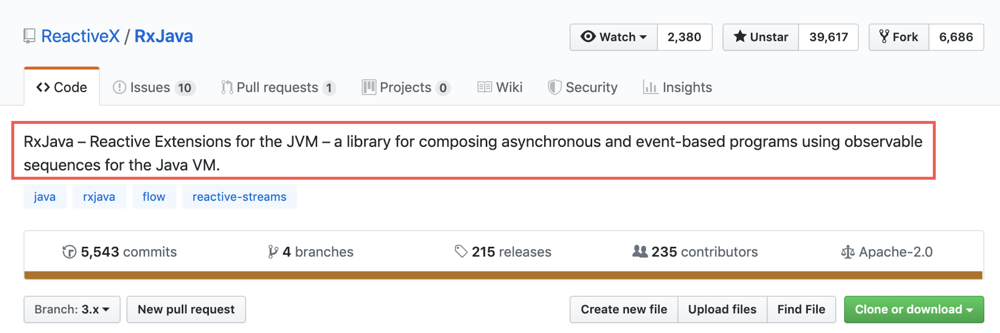 ReactiveX / RxJava
Watch 2,380 Unstar 39,617 Fork 6,686
Code Issues 10 Pull requests 1 Projects 0 Wiki Security Insights
RxJava – Reactive Extensions for the JVM – a library for composing asynchronous and event-based programs using observable
sequences for the Java VM.
java rxjava flow reactive-streams
5,543 commits 4 branches 215 releases 235 contributors Apache-2.0
Branch: 3.x New pull request Create new file Upload files Find File Clone or download